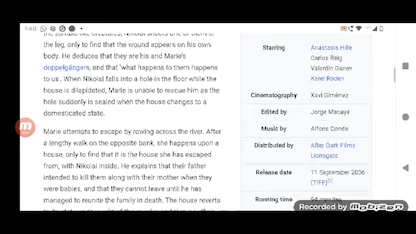 7:48
the zombie like creatures, Nikolai shoots one of them in
the leg, only to find that the wound appears on his own
body. He deduces that they are his and Marie's
doppelgängers, and that "what happens to them happens
to us". When Nikolai falls into a hole in the floor while the
house is dilapidated, Marie is unable to rescue him as the
hole suddenly is sealed when the house changes to a
domesticated state.
Marie attempts to escape by rowing across the river. After
a lengthy walk on the opposite bank, she happens upon a
house, only to find that it is the house she has escaped
from, with Nikolai inside. He explains that their father
intended to kill them along with their mother when they
were babies, and that they cannot leave until he has
managed to reunite the family in death. The house reverts
Starring
Anastasia Hille
Carlos Reig
Valentin Ganev
Karel Roden
Cinematography
Xavi Giménez
Edited by
Jorge Macaya
Music by
Alfons Conde
Distributed by
After Dark Films
Lionsgate
Release date
11 September 2006
(TIFF)
Running time
94 minutes
Recorded by MOBIZEN